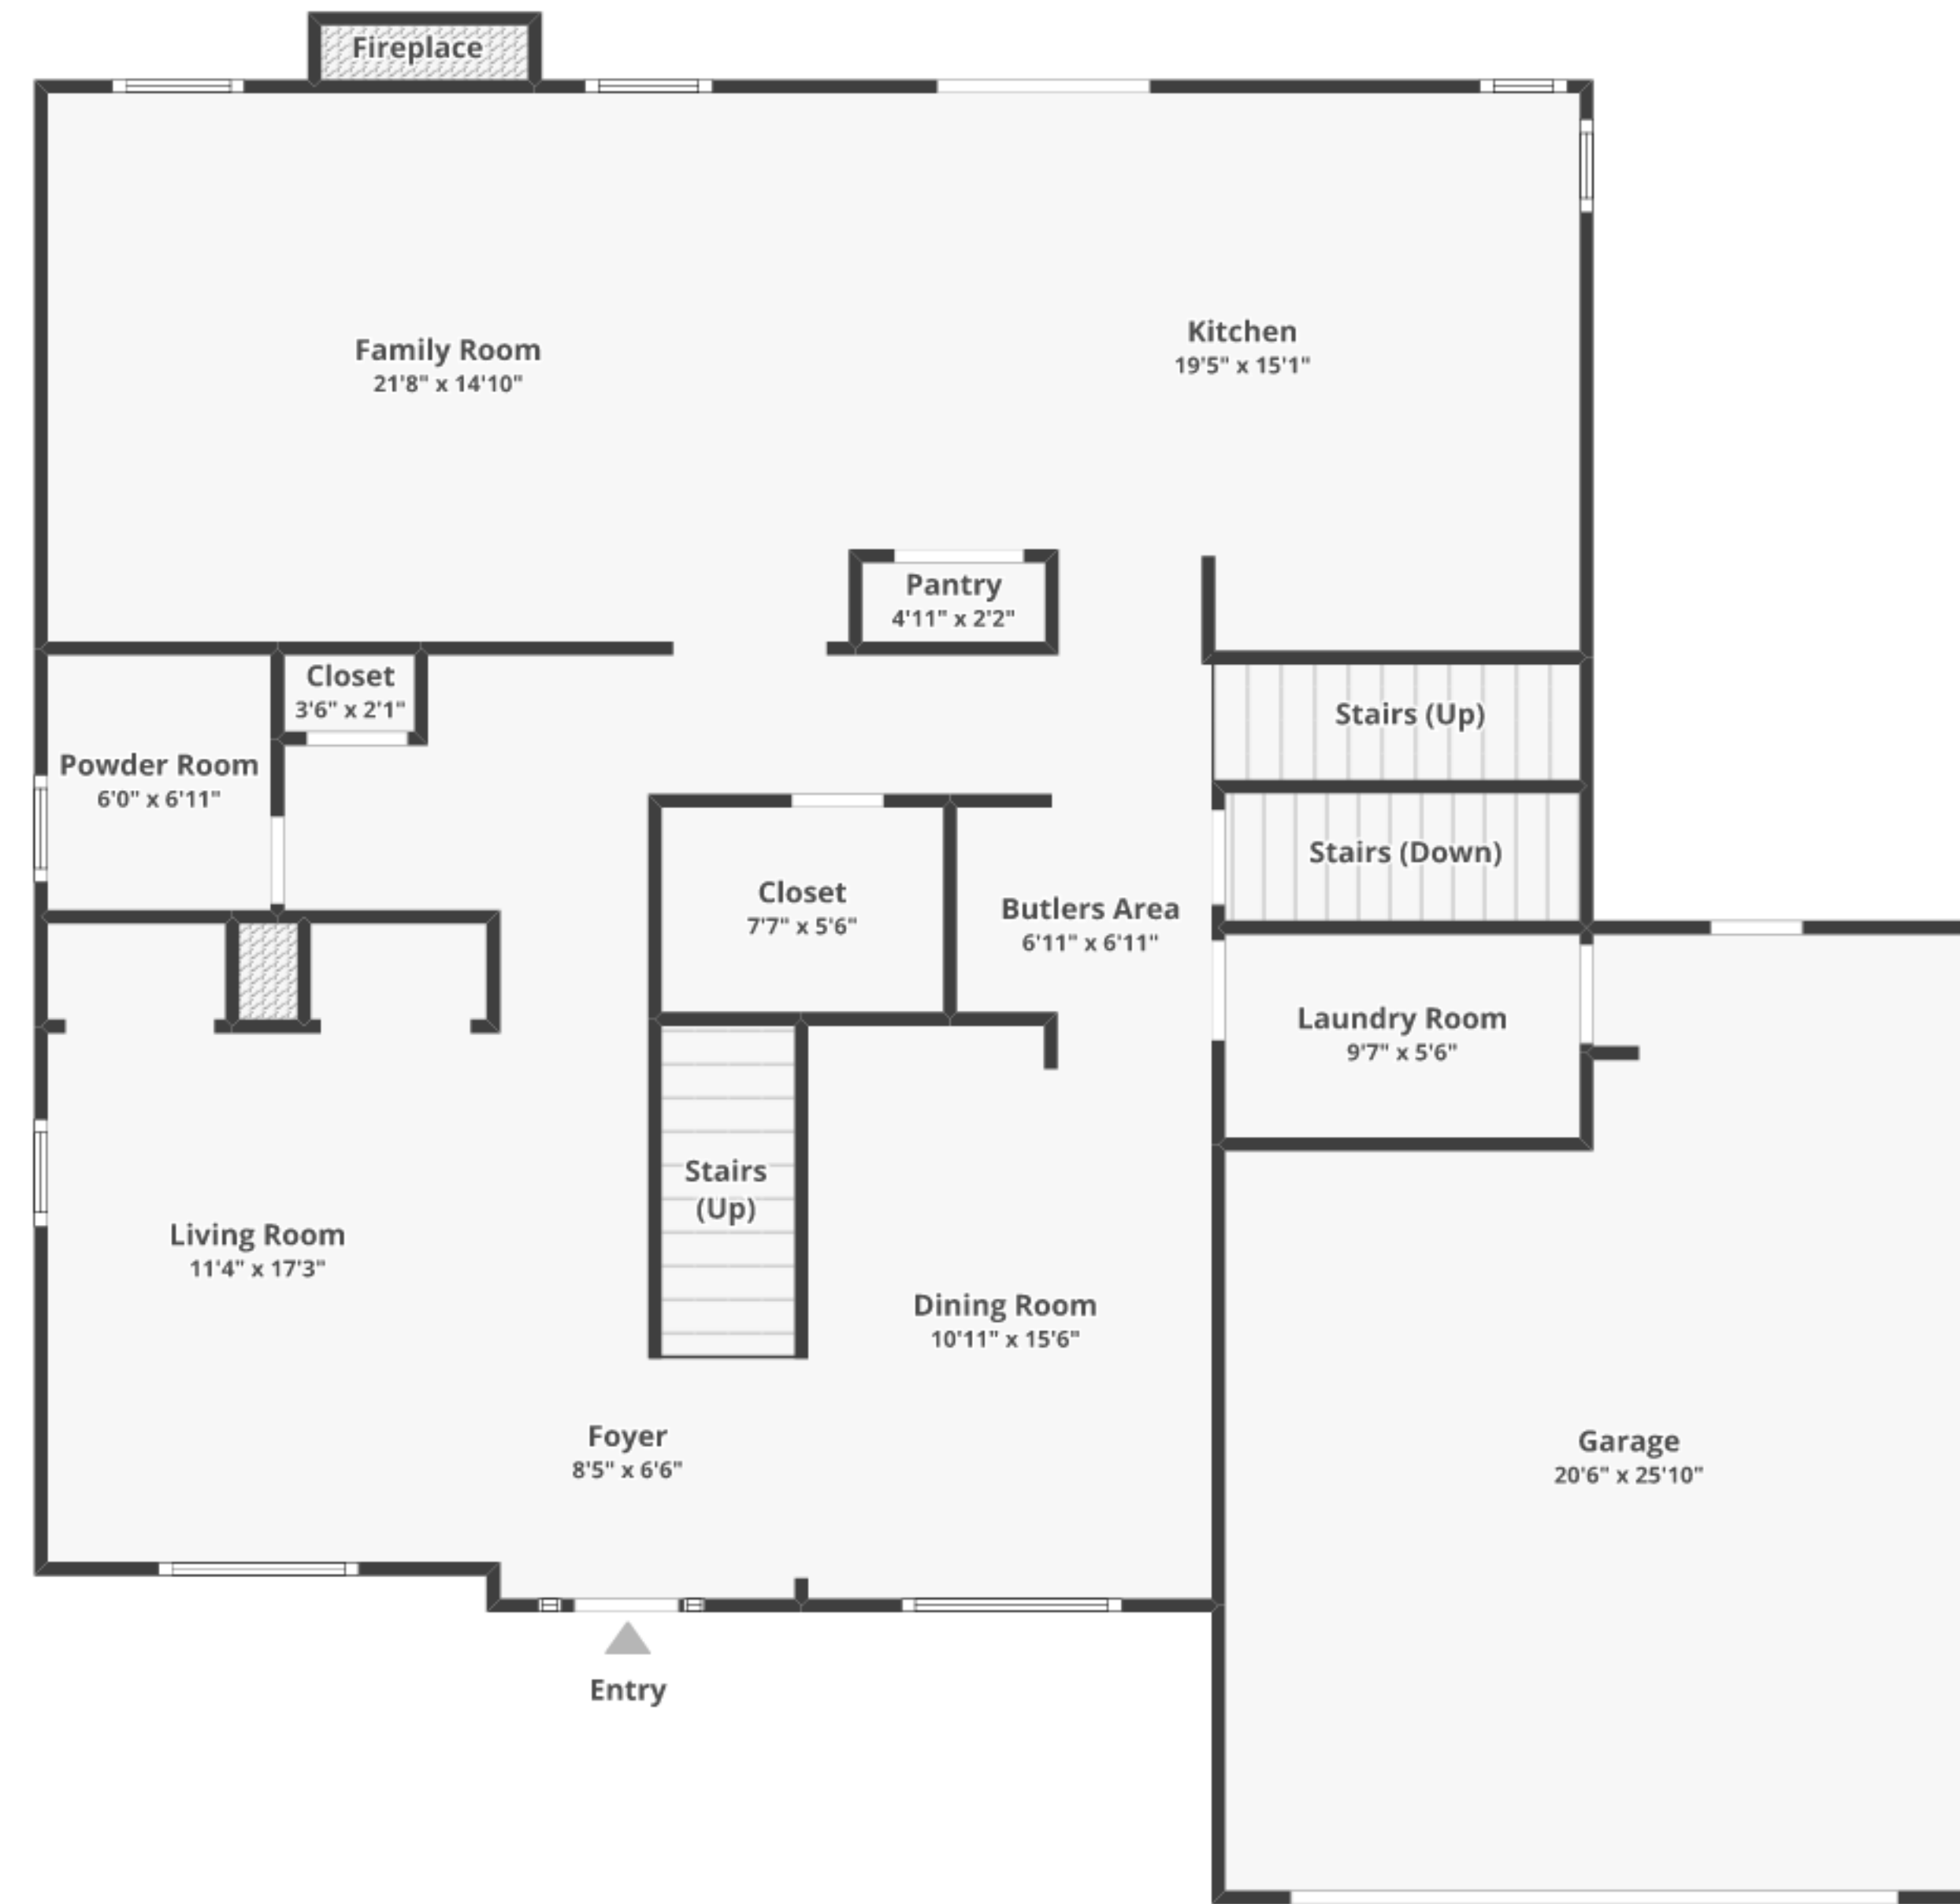 Fireplace
Family Room
21'8" x 14'10"
Kitchen
19'5" x 15'1"
Pantry
4'11" x 2'2"
Closet
3'6" x 2'1"
Powder Room
6'0" x 6'11"
Stairs (Up)
Stairs (Down)
Closet
7'7" x 5'6"
Butlers Area
6'11" x 6'11"
Laundry Room
9'7" x 5'6"
Stairs
(Up)
Living Room
11'4" x 17'3"
Dining Room
10'11" x 15'6"
Foyer
8'5" x 6'6"
Garage
20'6" x 25'10"
Entry